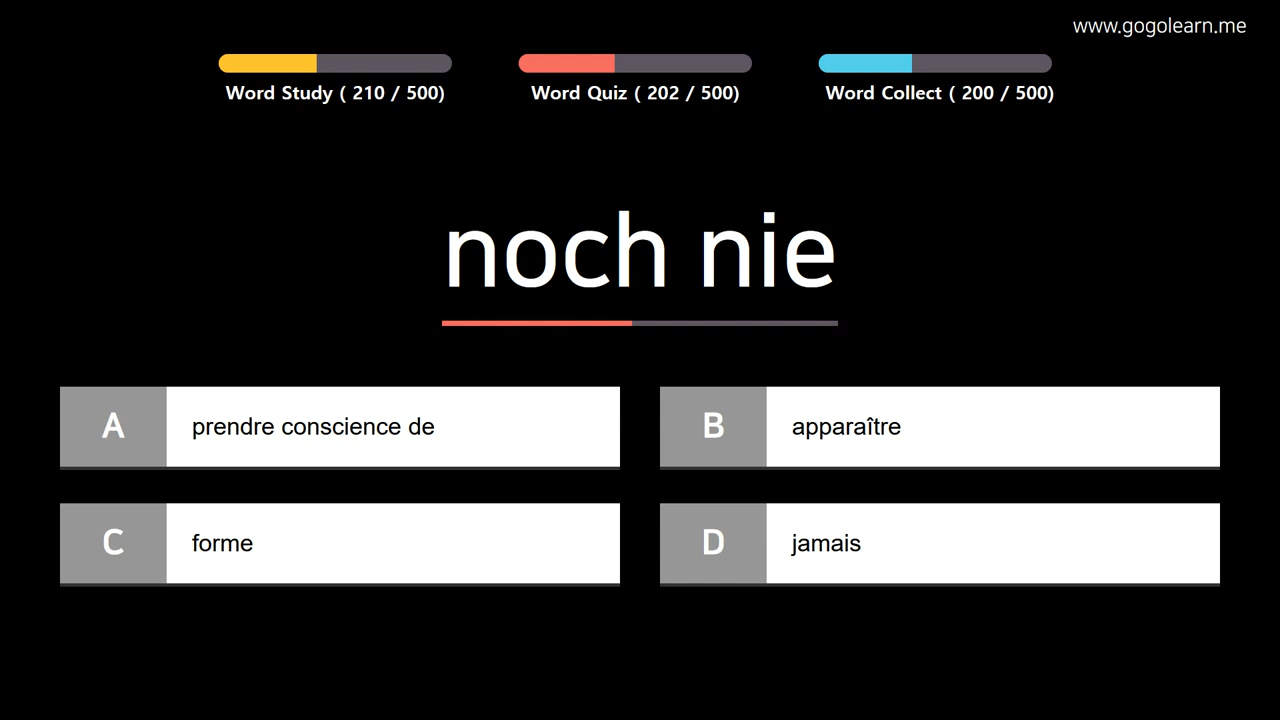 www.gogolearn.me
Word Study ( 210 / 500)
Word Quiz ( 202 / 500)
Word Collect ( 200 / 500)
noch nie
A
prendre conscience de
B
apparaître
C
forme
D
jamais